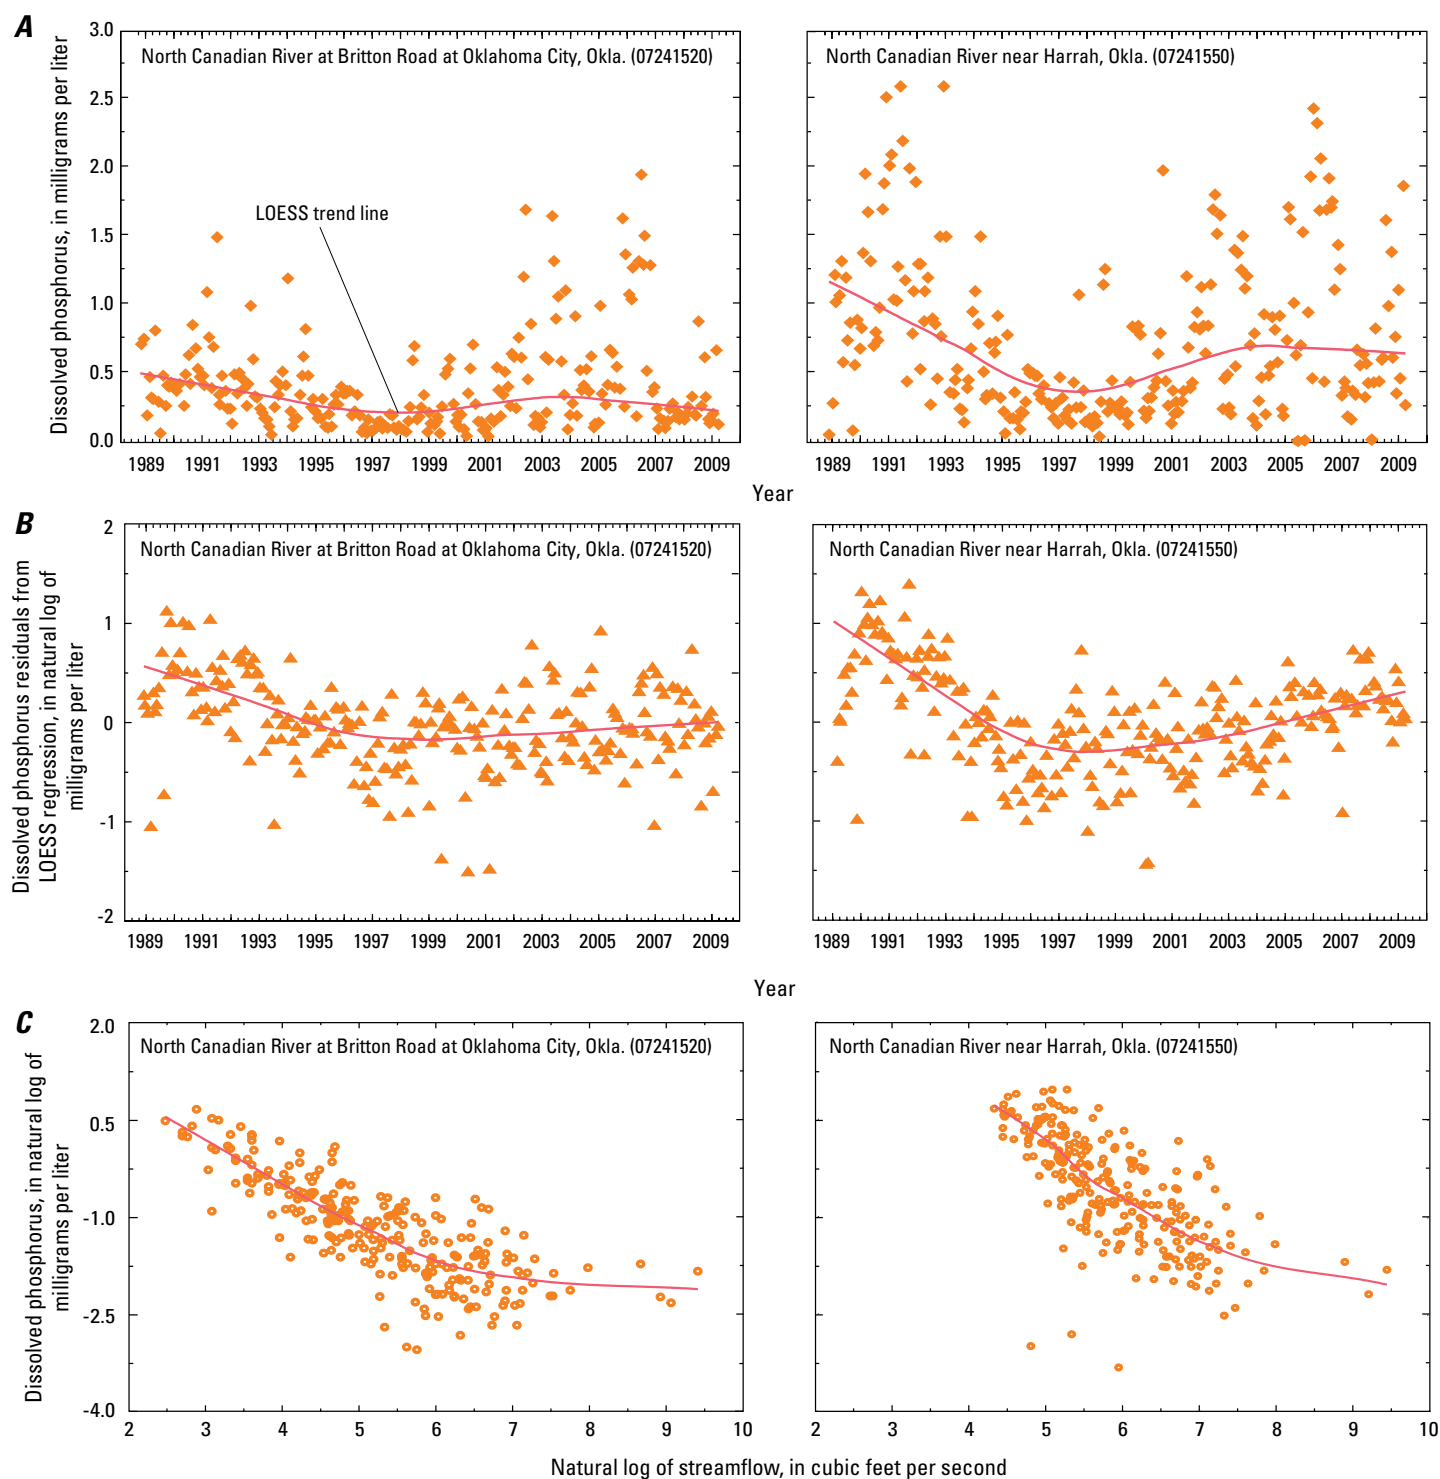 A
Dissolved phosphorus, in milligrams per liter
3.0
2.5
2.0
1.5
1.0
0.5
0.0
North Canadian River at Britton Road at Oklahoma City, Okla. (07241520)
LOESS trend line
1989 1991 1993 1995 1997 1999 2001 2003 2005 2007 2009
North Canadian River near Harrah, Okla. (07241550)
1989 1991 1993 1995 1997 1999 2001 2003 2005 2007 2009
Year
B
Dissolved phosphorus residuals from
LOESS regression, in natural log of
milligrams per liter
2
1
0
-1
-2
North Canadian River at Britton Road at Oklahoma City, Okla. (07241520)
1989 1991 1993 1995 1997 1999 2001 2003 2005 2007 2009
North Canadian River near Harrah, Okla. (07241550)
1989 1991 1993 1995 1997 1999 2001 2003 2005 2007 2009
Year
C
Dissolved phosphorus, in natural log of
milligrams per liter
2.0
0.5
-1.0
-2.5
-4.0
North Canadian River at Britton Road at Oklahoma City, Okla. (07241520)
2 3 4 5 6 7 8 9 10
North Canadian River near Harrah, Okla. (07241550)
2 3 4 5 6 7 8 9 10
Natural log of streamflow, in cubic feet per second